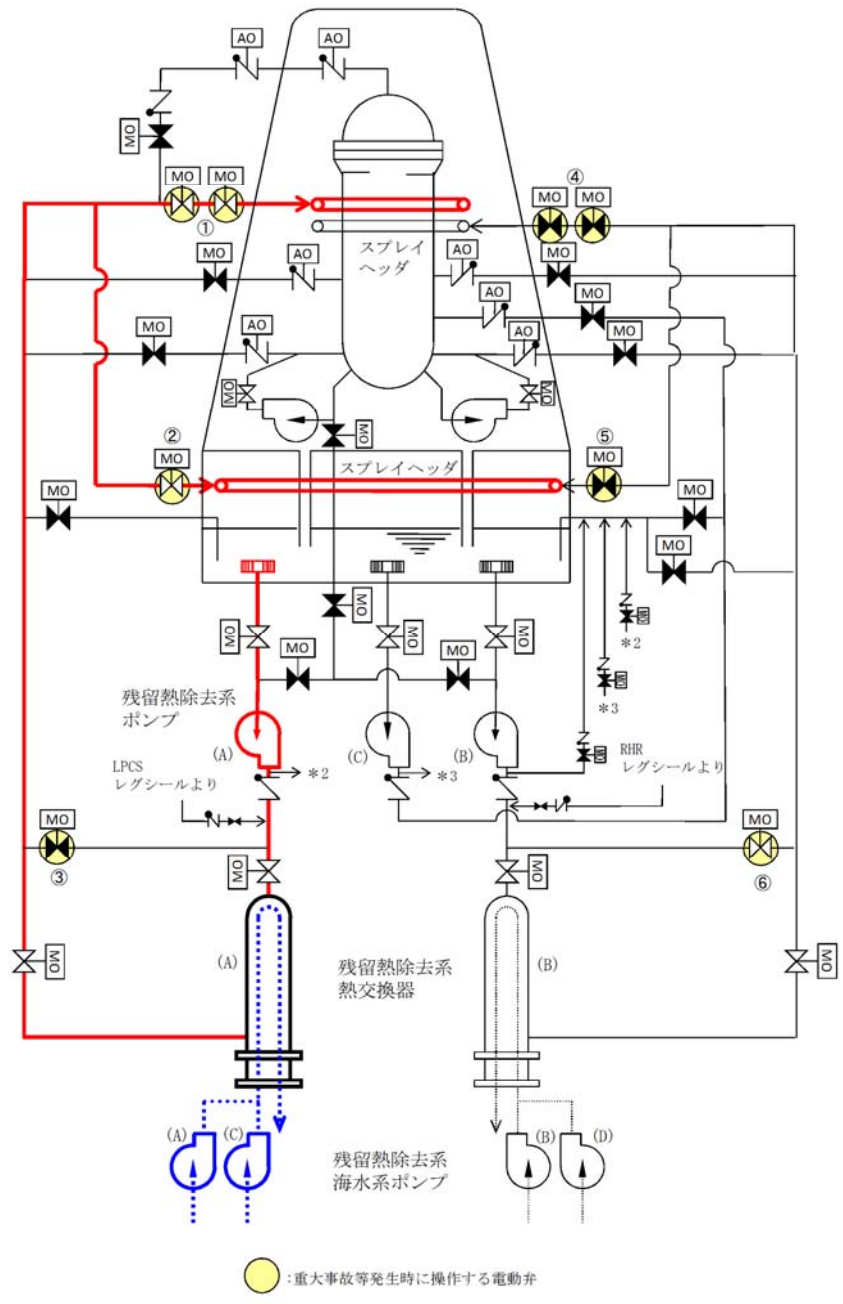 AO
AO
MO
MO
MO
①
④
MO
MO
スプレイ
ヘッダ
MO
AO
AO
MO
AO
MO
MO
AO
AO
MO
MO
MO
MO
②
MO
スプレイヘッダ
⑤
MO
MO
MO
MO
MO
MO
MO
MO
MO
*2
MO
*3
MO
MO
残留熱除去系
ポンプ
(A)
(C)
(B)
MO
LPCS
レグシールより
*2
*3
RHR
レグシールより
MO
③
MO
MO
MO
⑥
MO
(A)
残留熱除去系
熱交換器
(B)
MO
(A)
(C)
残留熱除去系
海水系ポンプ
(B)
(D)
:重大事故等発生時に操作する電動弁